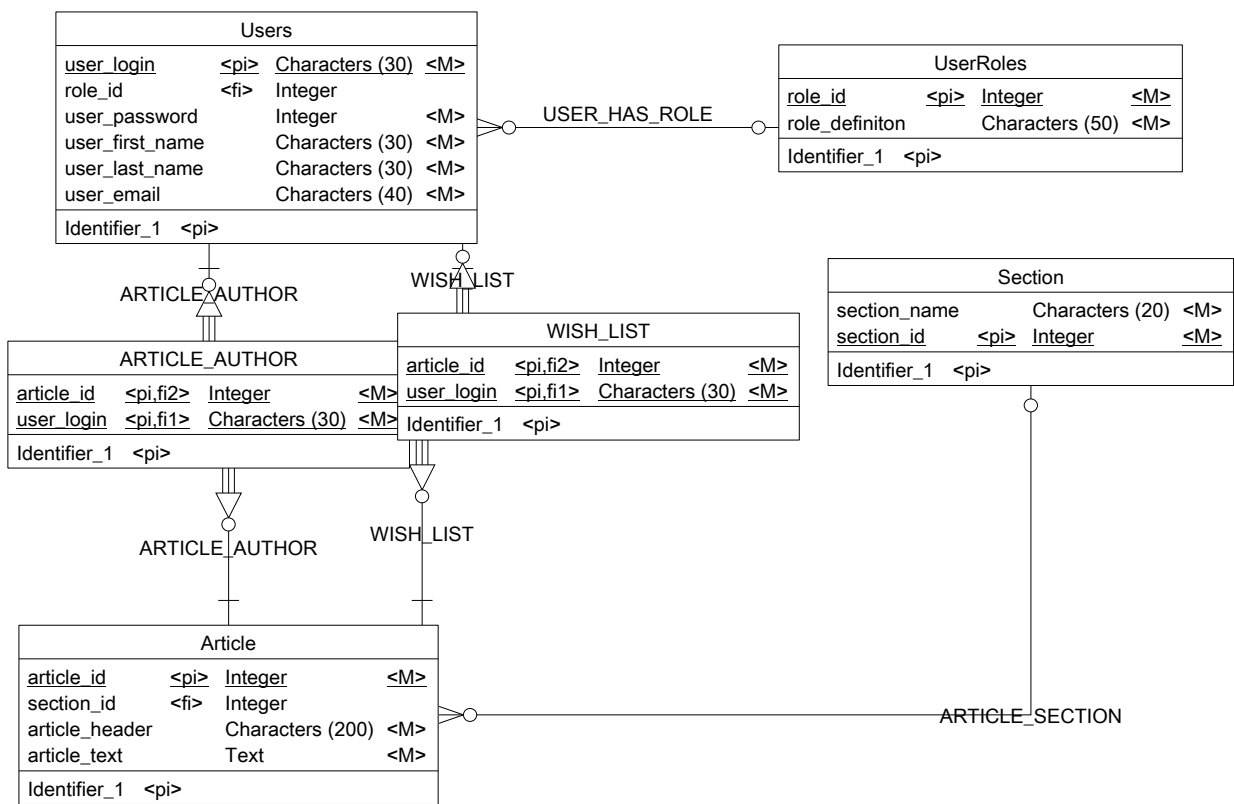 Users
user_login <pi> Characters (30) <M>
role_id <fi> Integer
user_password Integer <M>
user_first_name Characters (30) <M>
user_last_name Characters (30) <M>
user_email Characters (40) <M>
Identifier_1 <pi>
USER_HAS_ROLE
UserRoles
role_id <pi> Integer <M>
role_definiton Characters (50) <M>
Identifier_1 <pi>
ARTICLE_AUTHOR
WISH_LIST
Section
section_name Characters (20) <M>
section_id <pi> Integer <M>
Identifier_1 <pi>
ARTICLE_AUTHOR
article_id <pi,fi2> Integer <M>
user_login <pi,fi1> Characters (30) <M>
Identifier_1 <pi>
WISH_LIST
article_id <pi,fi2> Integer <M>
user_login <pi,fi1> Characters (30) <M>
Identifier_1 <pi>
ARTICLE_AUTHOR
WISH_LIST
Article
article_id <pi> Integer <M>
section_id <fi> Integer
article_header Characters (200) <M>
article_text Text <M>
Identifier_1 <pi>
ARTICLE_SECTION